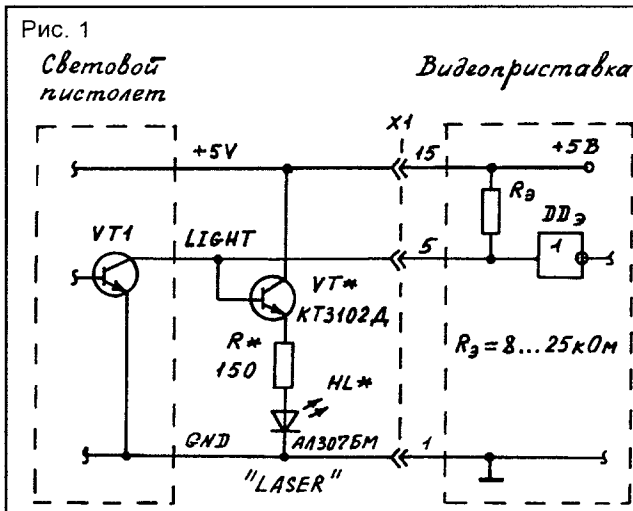 Рис. 1
Световой
пистолет
Видеоприставка
X1
+5V
15
+5В
Rэ
DDэ
VT1
LIGHT
5
1
VT*
КТ3102Д
R*
150
Rэ=8...25кОм
HL*
GND
АЛ307БМ
1
"LASER"